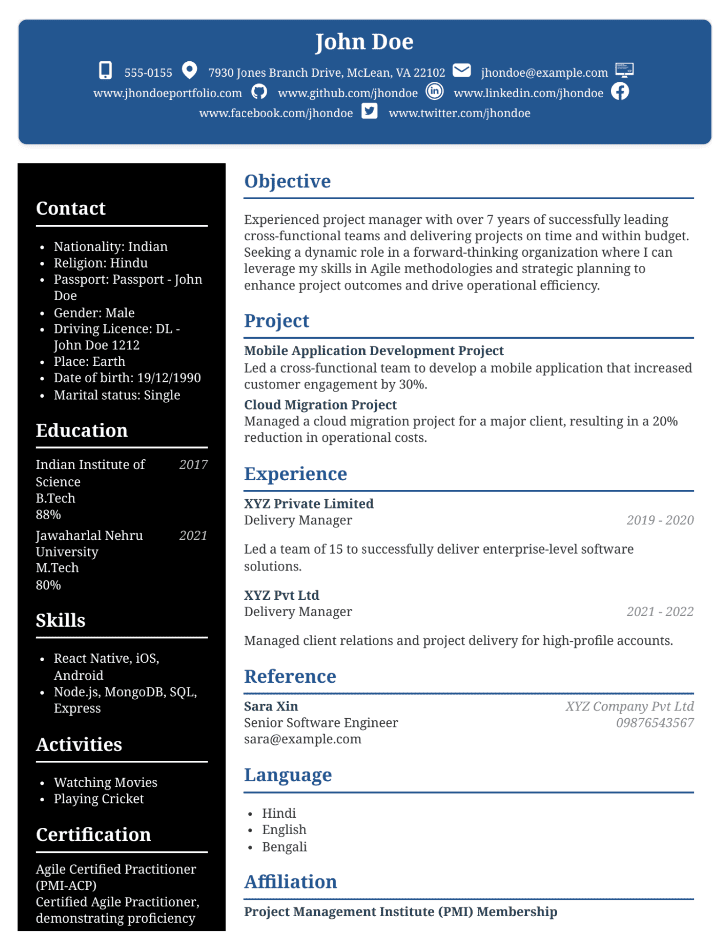 John Doe
555-0155 7930 Jones Branch Drive, McLean, VA 22102 jhondoe@example.com
www.jhondoeportfolio.com www.github.com/jhondoe www.linkedin.com/jhondoe
www.facebook.com/jhondoe www.twitter.com/jhondoe
Contact
• Nationality: Indian
• Religion: Hindu
• Passport: Passport - John
Doe
• Gender: Male
• Driving Licence: DL -
John Doe 1212
• Place: Earth
• Date of birth: 19/12/1990
• Marital status: Single
Education
Indian Institute of 2017
Science
B.Tech
88%
Jawaharlal Nehru 2021
University
M.Tech
80%
Skills
• React Native, iOS,
Android
• Node.js, MongoDB, SQL,
Express
Activities
• Watching Movies
• Playing Cricket
Certification
Agile Certified Practitioner
(PMI-ACP)
Certified Agile Practitioner,
demonstrating proficiency
Objective
Experienced project manager with over 7 years of successfully leading
cross-functional teams and delivering projects on time and within budget.
Seeking a dynamic role in a forward-thinking organization where I can
leverage my skills in Agile methodologies and strategic planning to
enhance project outcomes and drive operational efficiency.
Project
Mobile Application Development Project
Led a cross-functional team to develop a mobile application that increased
customer engagement by 30%.
Cloud Migration Project
Managed a cloud migration project for a major client, resulting in a 20%
reduction in operational costs.
Experience
XYZ Private Limited
Delivery Manager 2019 - 2020
Led a team of 15 to successfully deliver enterprise-level software
solutions.
XYZ Pvt Ltd
Delivery Manager 2021 - 2022
Managed client relations and project delivery for high-profile accounts.
Reference
Sara Xin XYZ Company Pvt Ltd
Senior Software Engineer 09876543567
sara@example.com
Language
• Hindi
• English
• Bengali
Affiliation
Project Management Institute (PMI) Membership